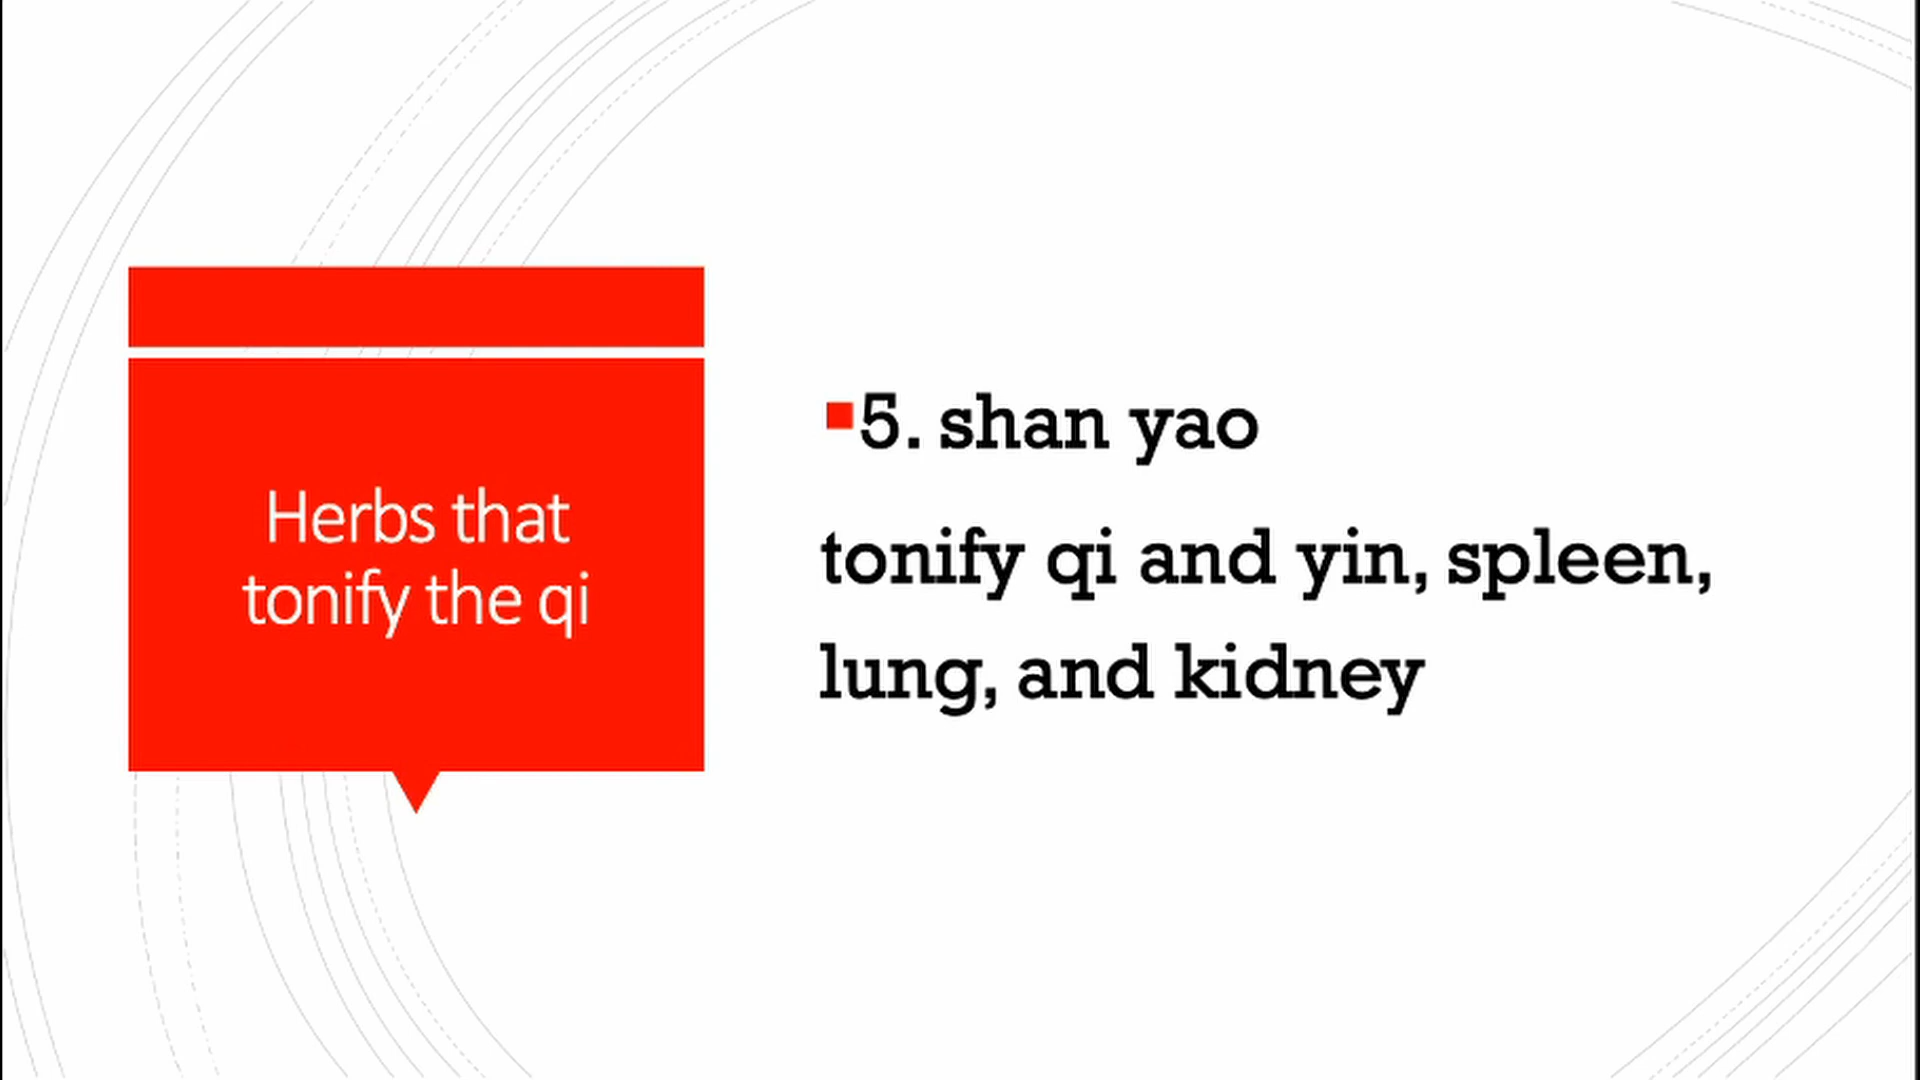 Herbs that
tonify the qi
5. shan yao
tonify qi and yin, spleen,
lung, and kidney